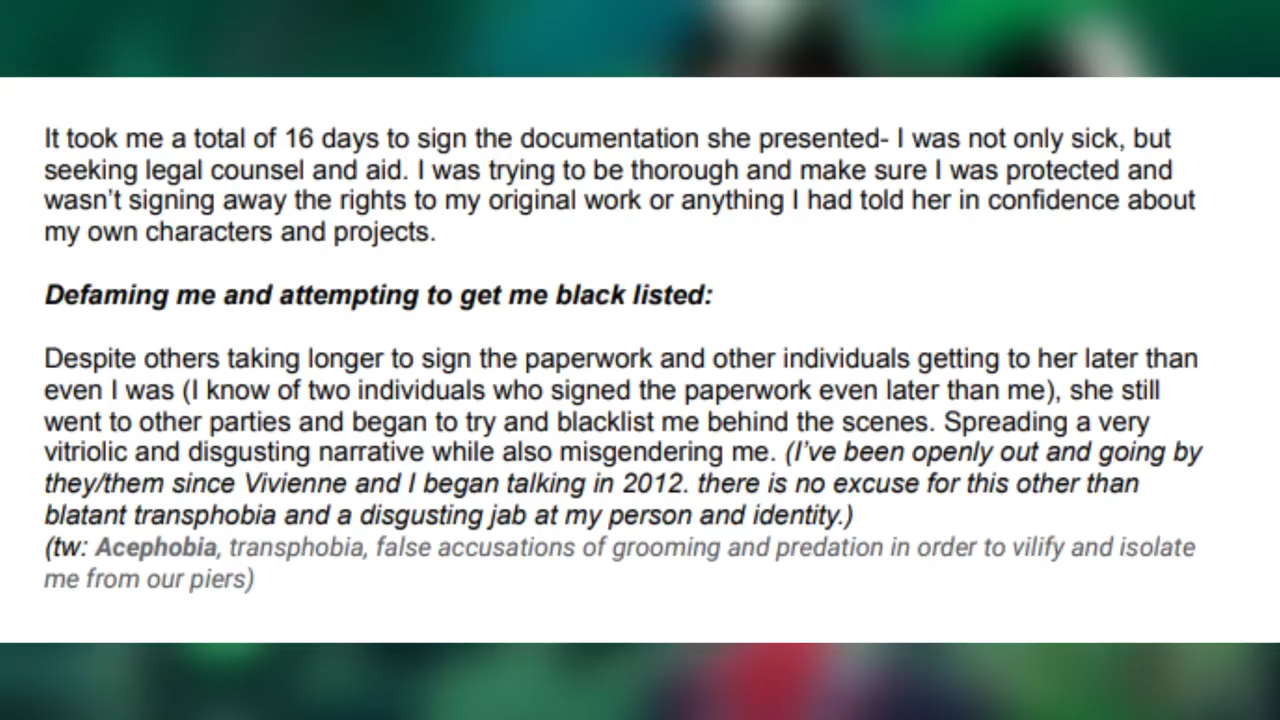 It took me a total of 16 days to sign the documentation she presented- I was not only sick, but
seeking legal counsel and aid. I was trying to be thorough and make sure I was protected and
wasn’t signing away the rights to my original work or anything I had told her in confidence about
my own characters and projects.
Defaming me and attempting to get me black listed:
Despite others taking longer to sign the paperwork and other individuals getting to her later than
even I was (I know of two individuals who signed the paperwork even later than me), she still
went to other parties and began to try and blacklist me behind the scenes. Spreading a very
vitriolic and disgusting narrative while also misgendering me. (I’ve been openly out and going by
they/them since Vivienne and I began talking in 2012. there is no excuse for this other than
blatant transphobia and a disgusting jab at my person and identity.)
(tw: Acephobia, transphobia, false accusations of grooming and predation in order to vilify and isolate
me from our piers)